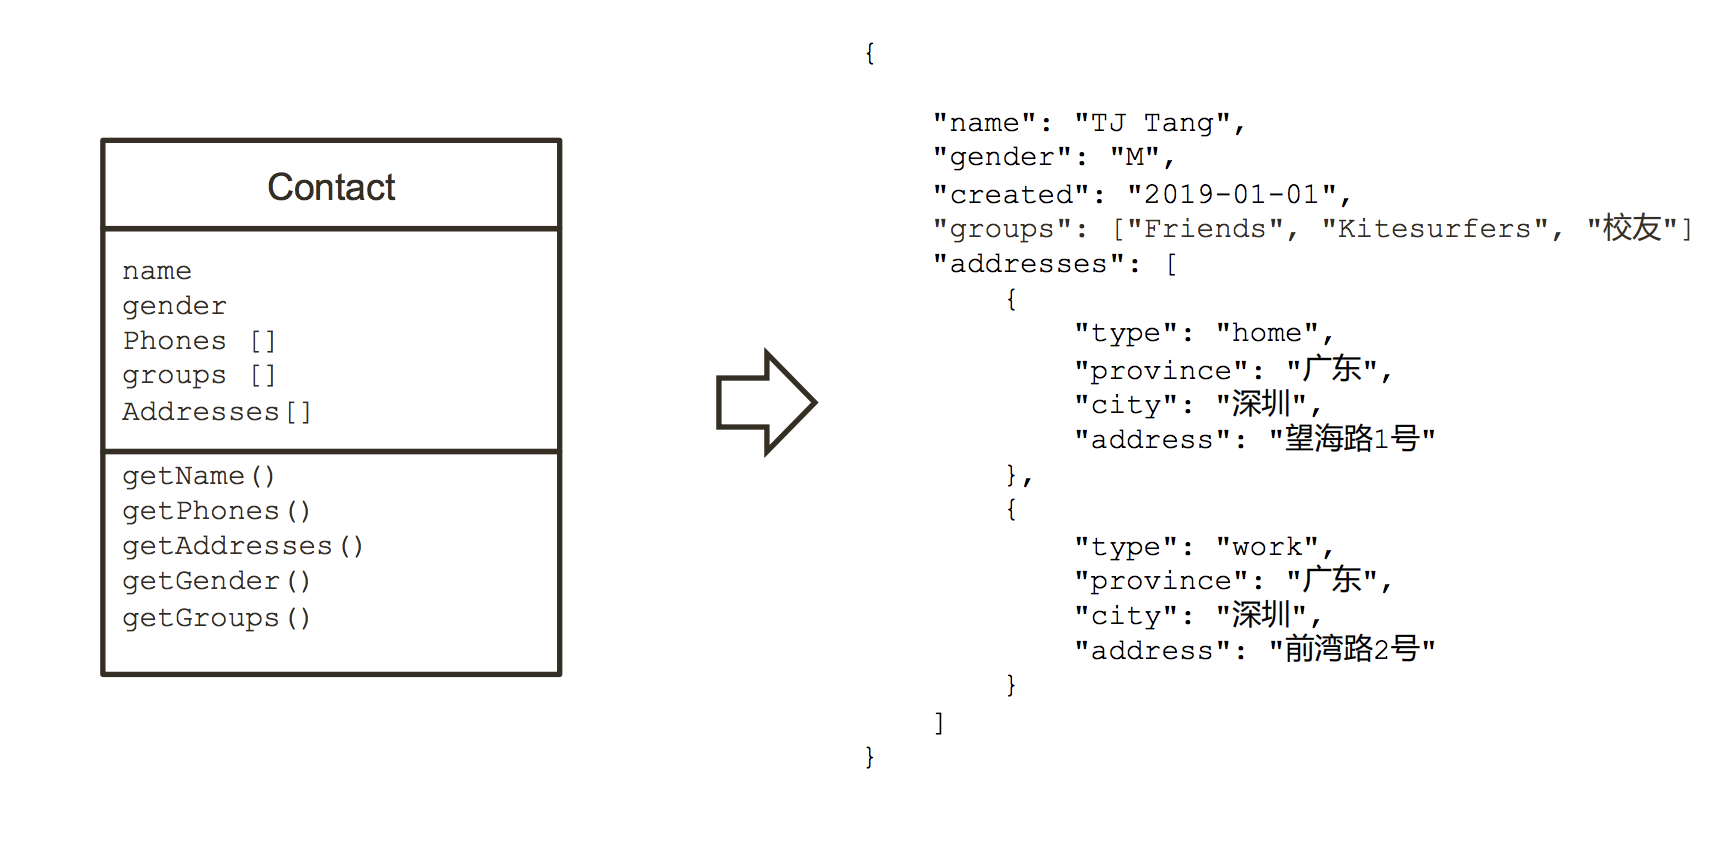 Contact
name
gender
Phones []
groups []
Addresses[]
getName()
getPhones()
getAddresses()
getGender()
getGroups()
{
"name": "TJ Tang",
"gender": "M",
"created": "2019-01-01",
"groups": ["Friends", "Kitesurfers", "校友"]
"addresses": [
{
"type": "home",
"province": "广东",
"city": "深圳",
"address": "望海路1号"
},
{
"type": "work",
"province": "广东",
"city": "深圳",
"address": "前湾路2号"
}
]
}